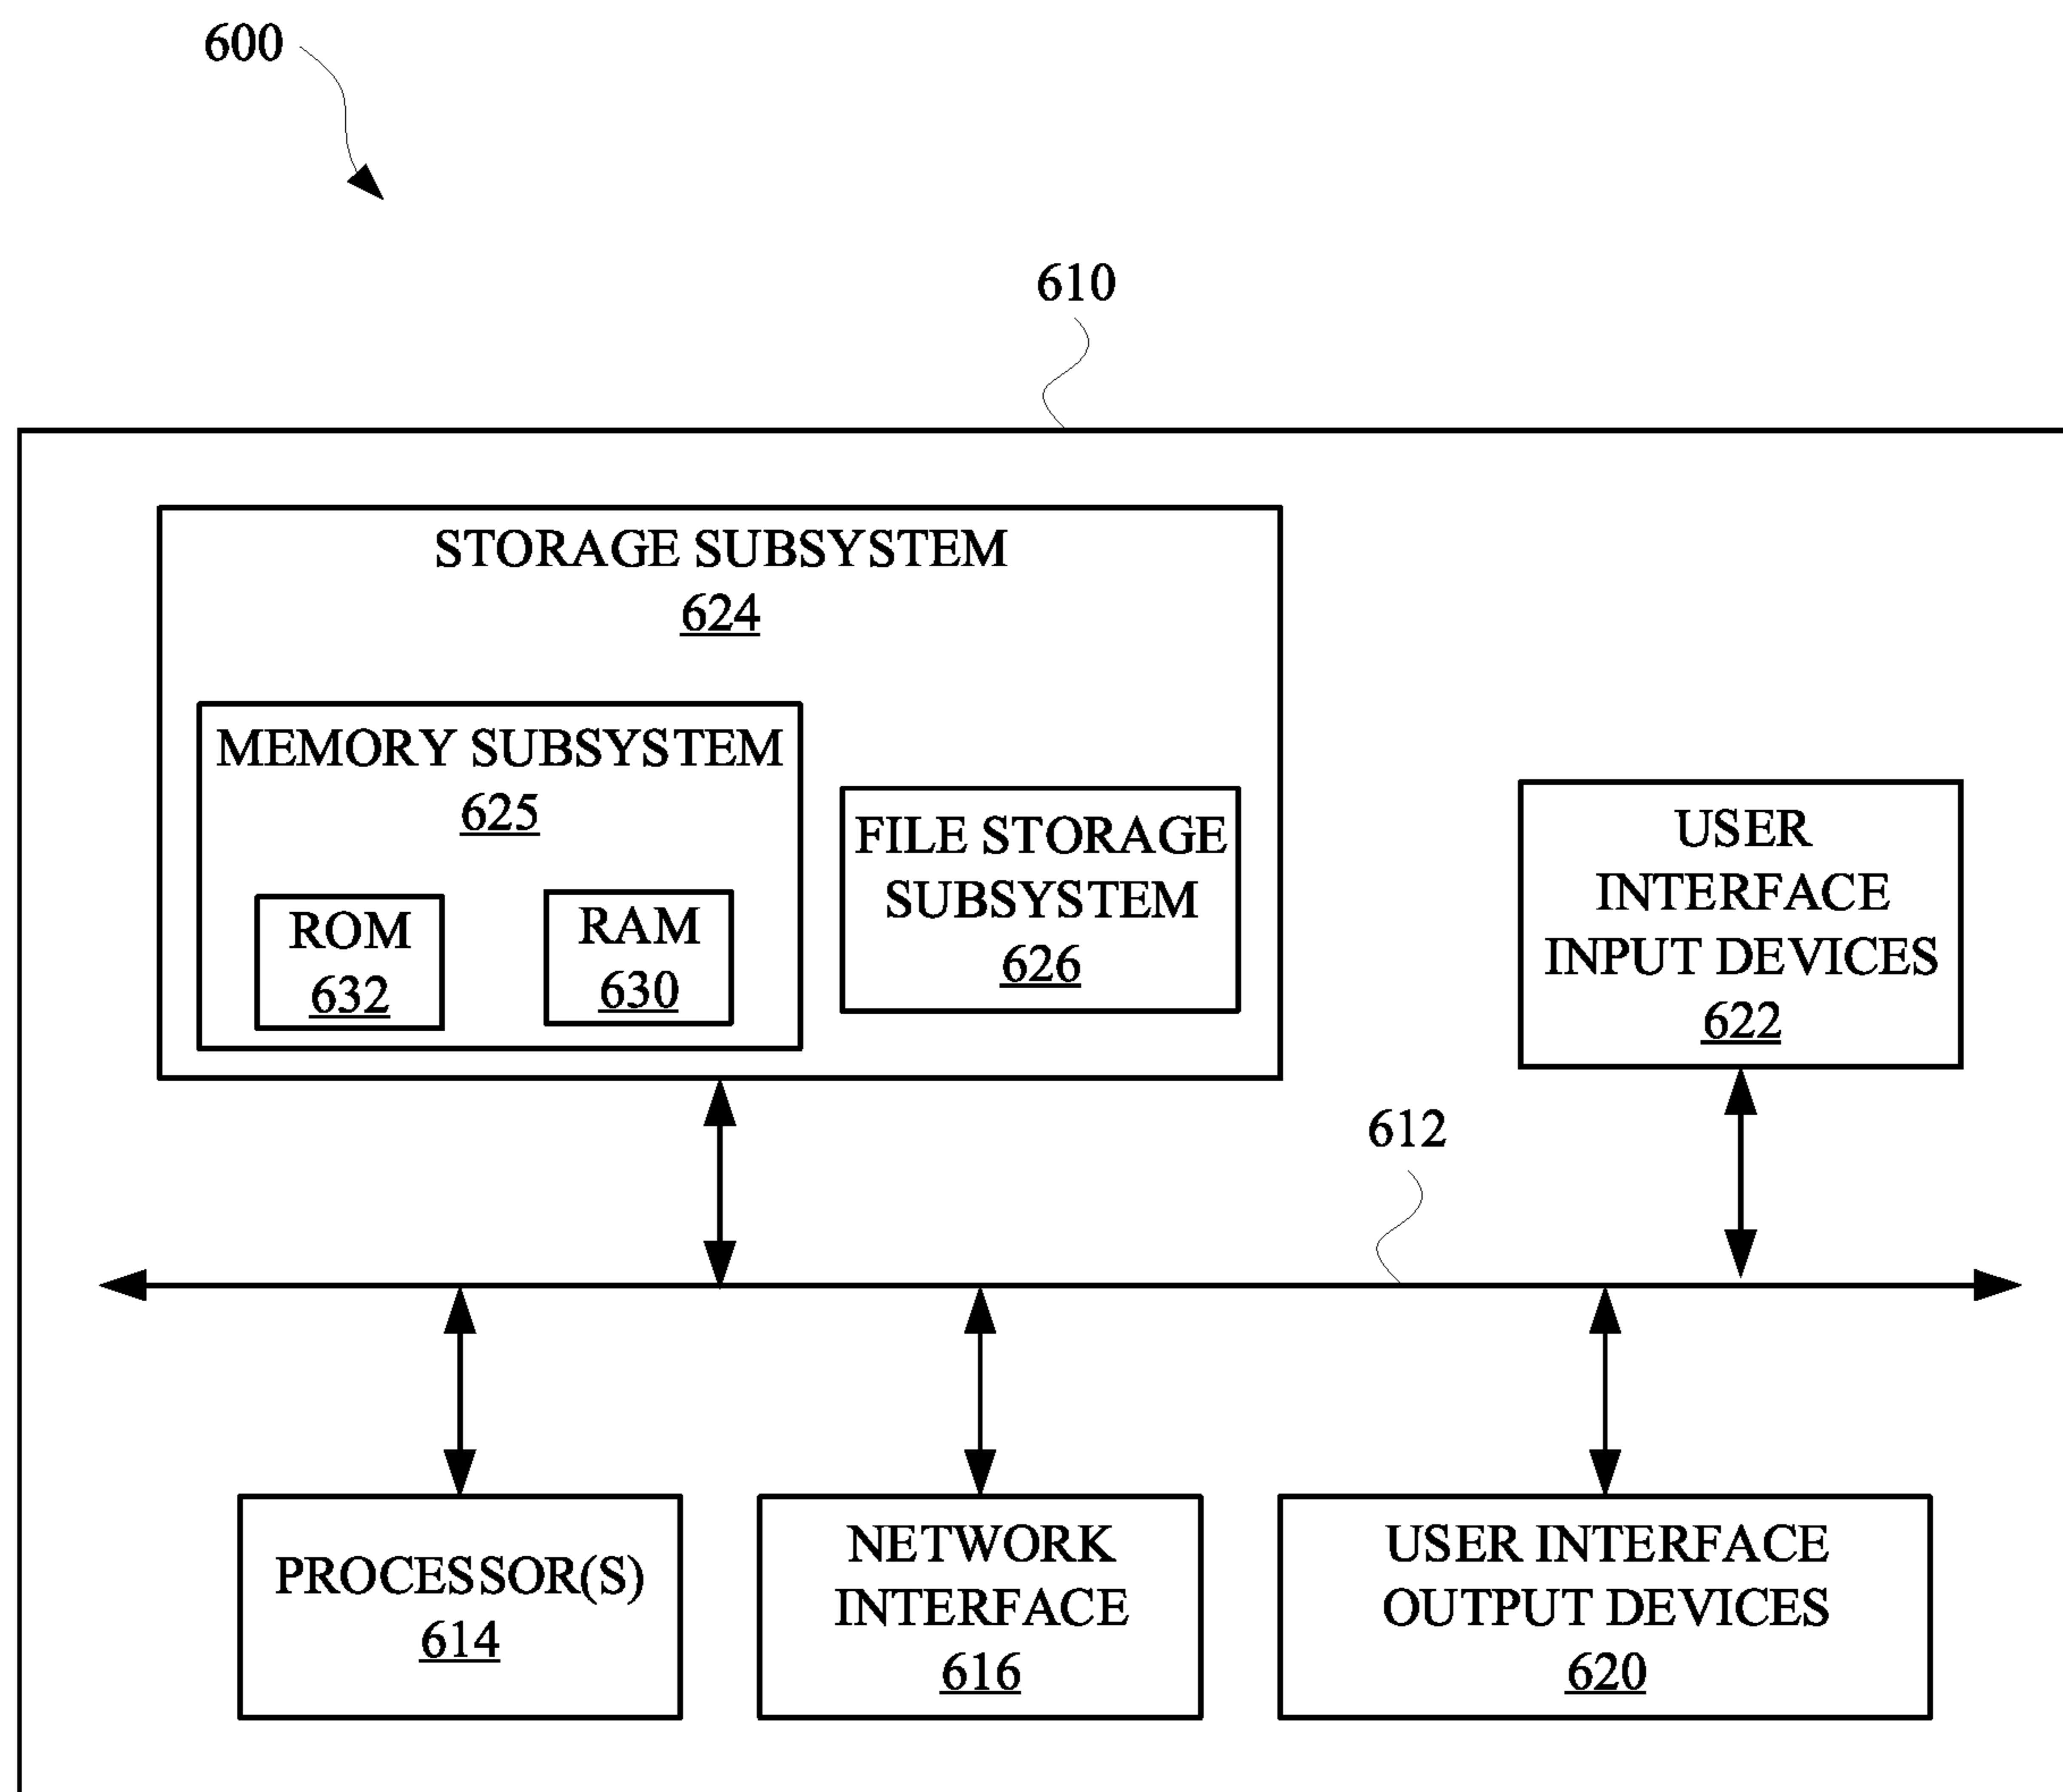 600
610
STORAGE SUBSYSTEM
624
MEMORY SUBSYSTEM
625
ROM
632
RAM
630
FILE STORAGE
SUBSYSTEM
626
USER
INTERFACE
INPUT DEVICES
622
612
PROCESSOR(S)
614
NETWORK
INTERFACE
616
USER INTERFACE
OUTPUT DEVICES
620